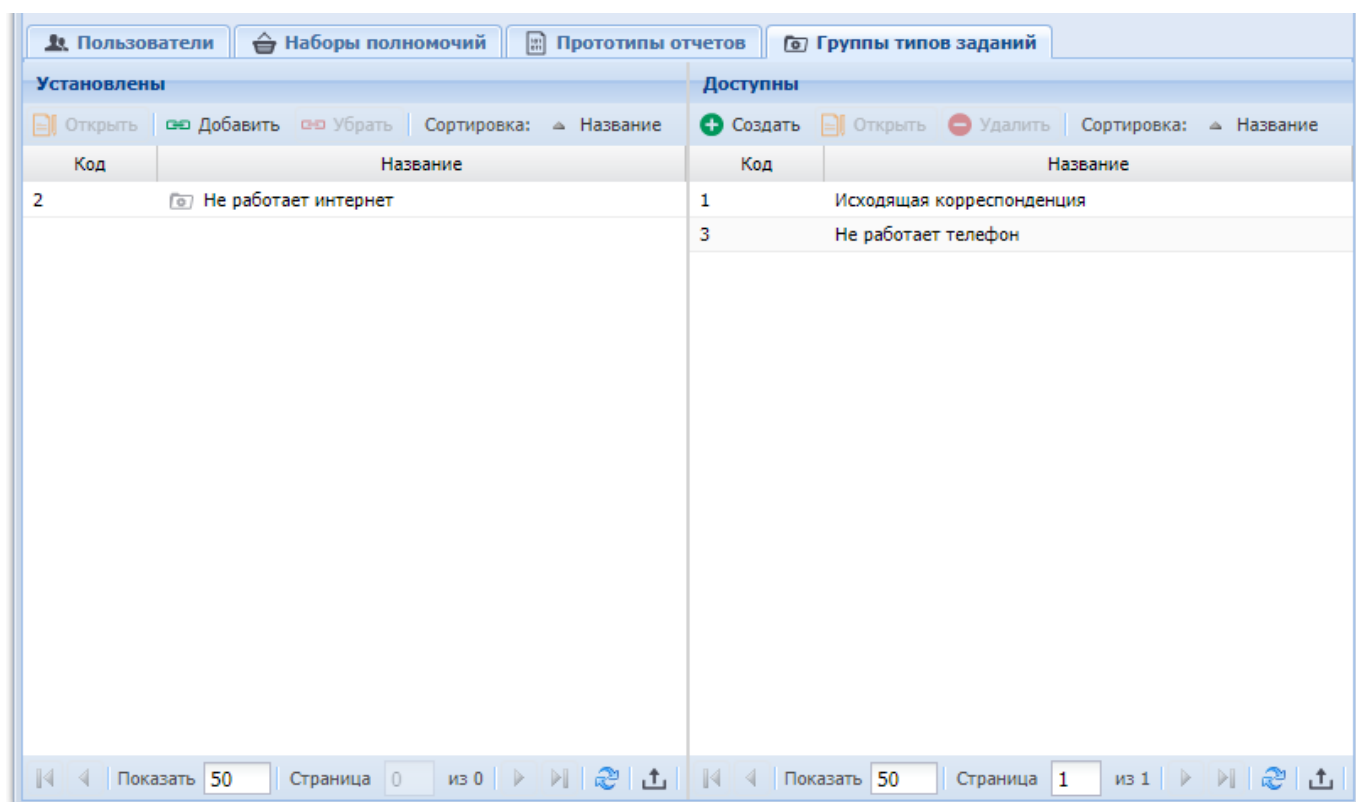 Пользователи Наборы полномочий Прототипы отчетов Группы типов заданий
Установлены Доступны
Открыть Добавить Убрать Сортировка: Название Создать Открыть Удалить Сортировка: Название
Код Название Код Название
2 Не работает интернет 1 Исходящая корреспонденция
3 Не работает телефон
Показать 50 Страница 0 из 0 Показать 50 Страница 1 из 1